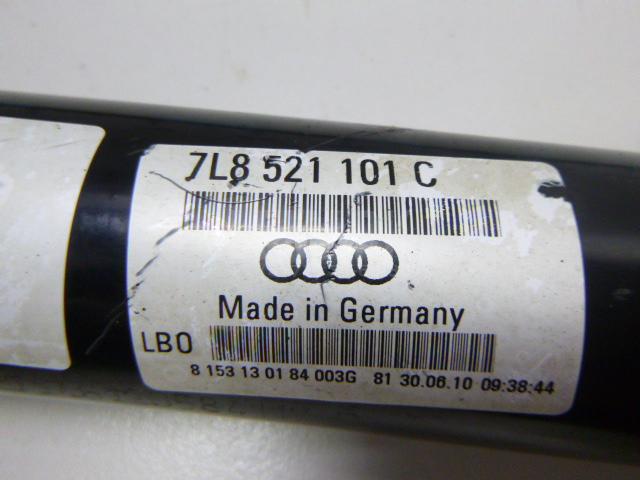 7L8 521 101 C
Made in Germany
LBO
8 153 13 01 84 003G 81 30.06.10 09:38:44